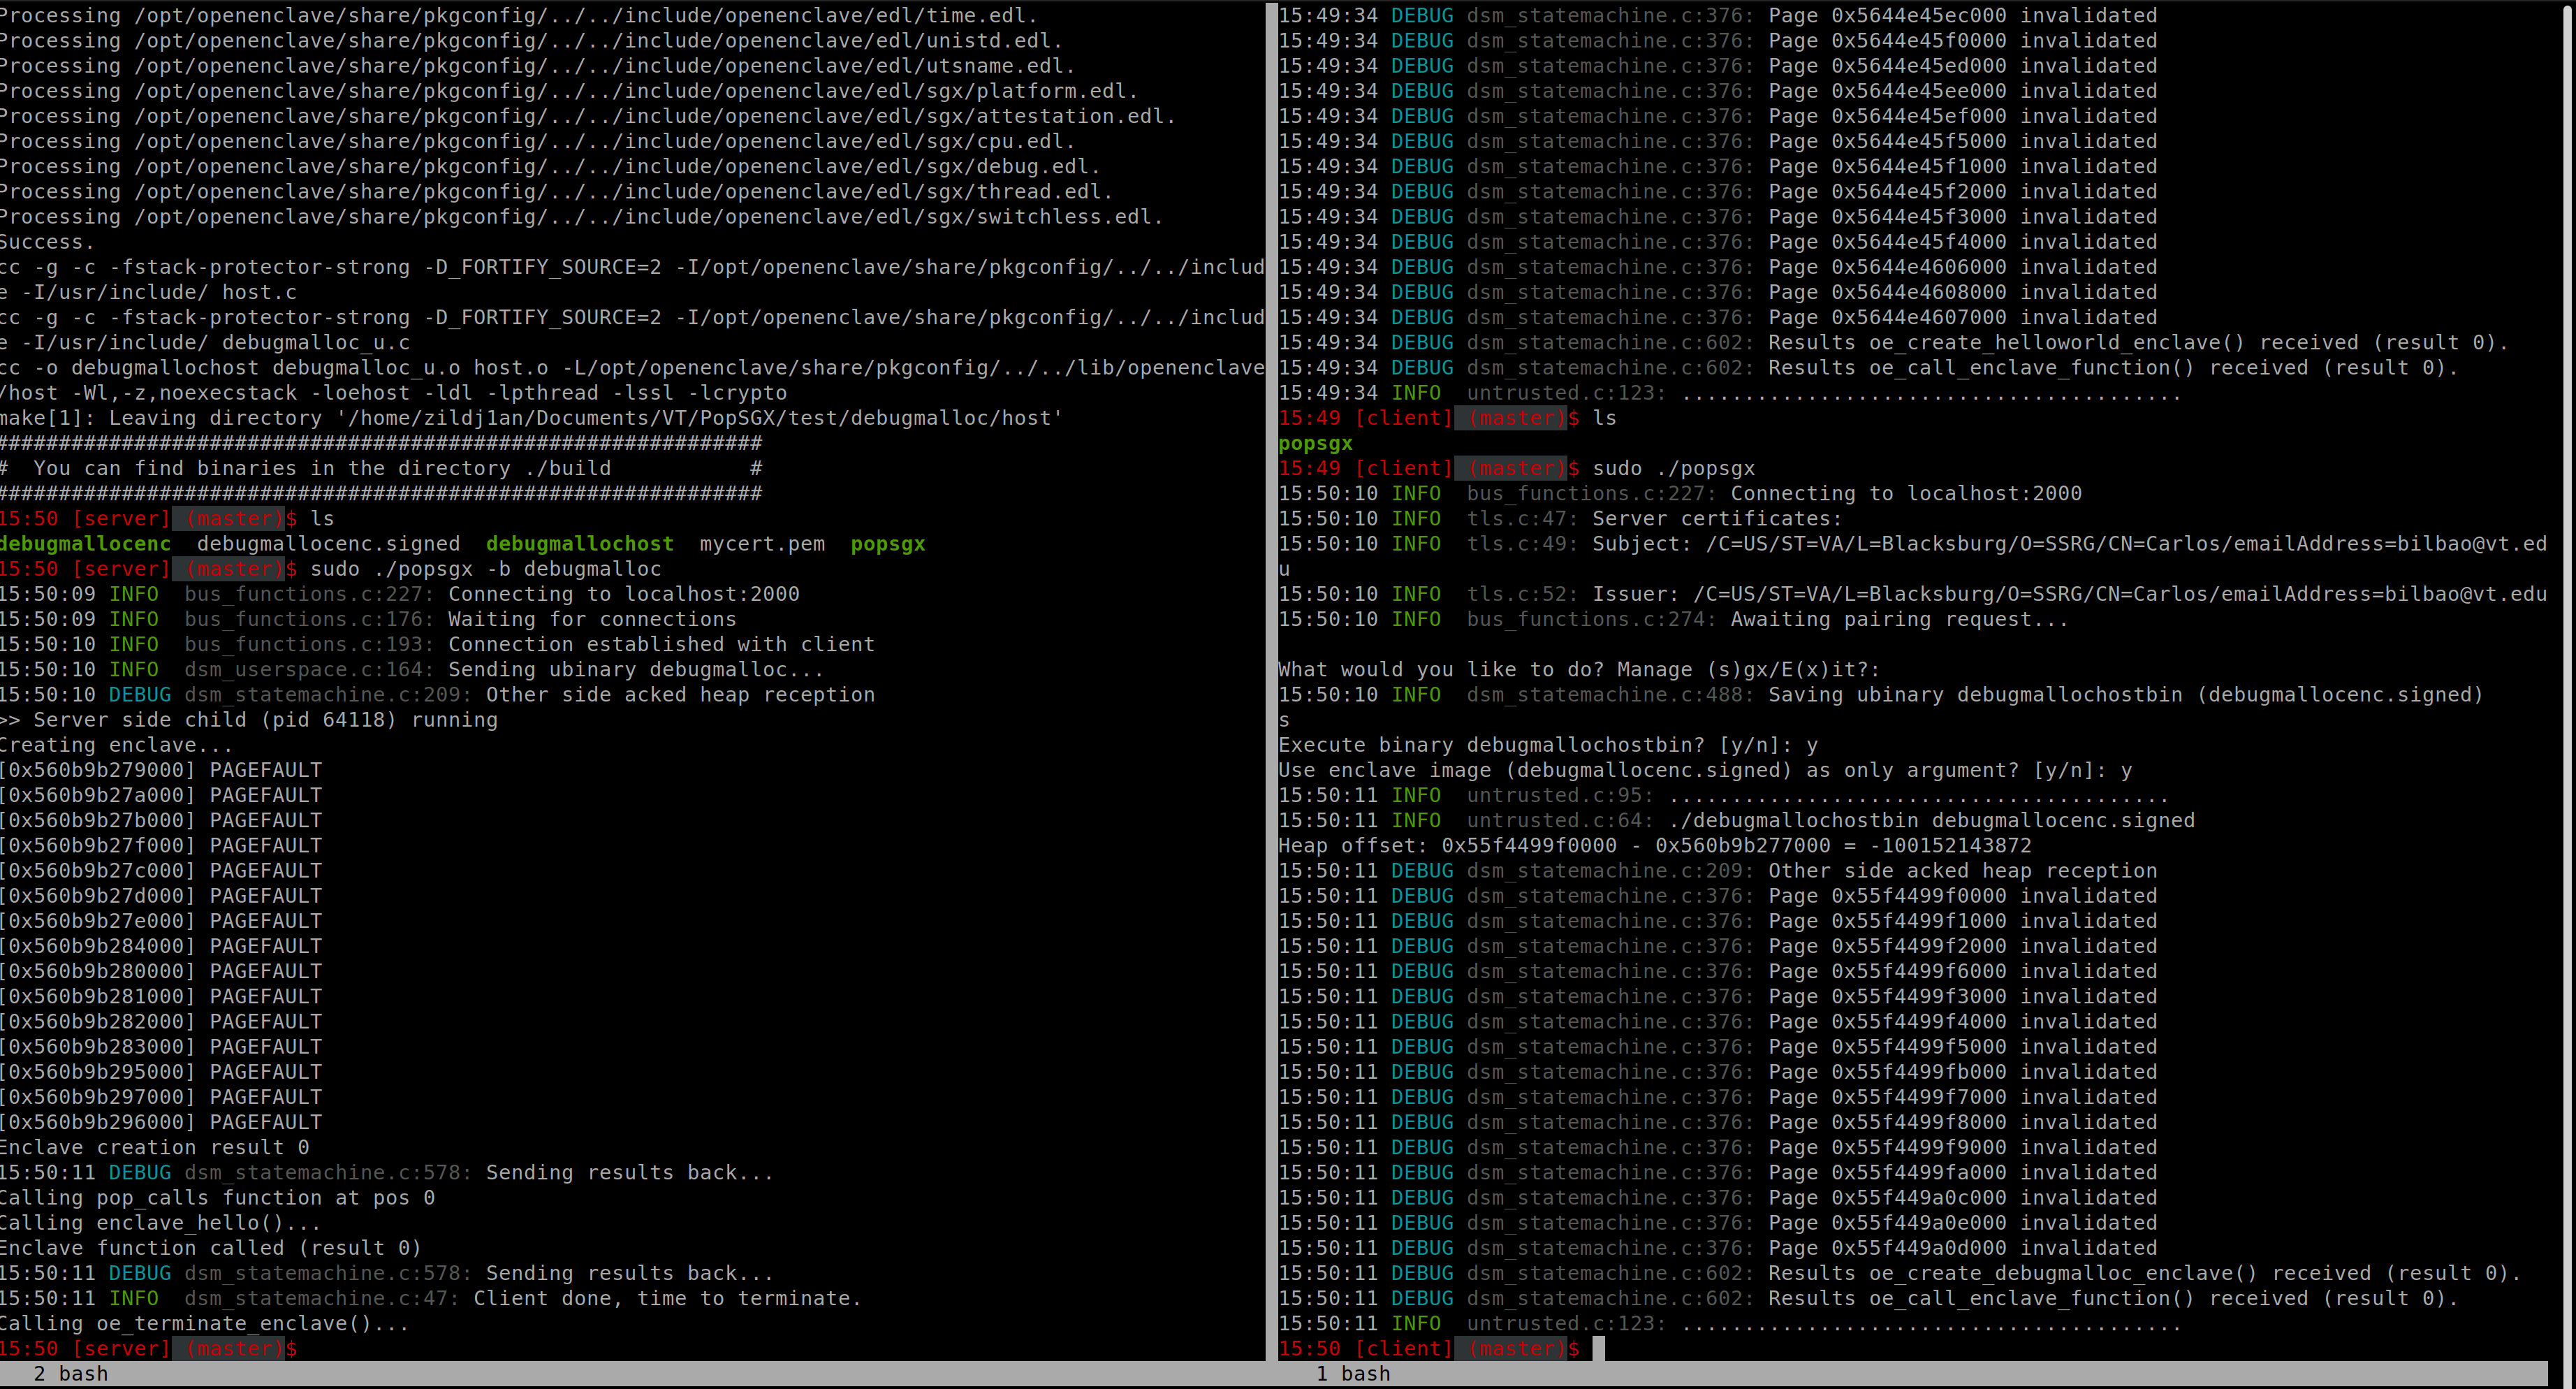 Processing /opt/openenclave/share/pkgconfig/../../include/openenclave/edl/time.edl.
Processing /opt/openenclave/share/pkgconfig/../../include/openenclave/edl/unistd.edl.
Processing /opt/openenclave/share/pkgconfig/../../include/openenclave/edl/utsname.edl.
Processing /opt/openenclave/share/pkgconfig/../../include/openenclave/edl/sgx/platform.edl.
Processing /opt/openenclave/share/pkgconfig/../../include/openenclave/edl/sgx/attestation.edl.
Processing /opt/openenclave/share/pkgconfig/../../include/openenclave/edl/sgx/cpu.edl.
Processing /opt/openenclave/share/pkgconfig/../../include/openenclave/edl/sgx/debug.edl.
Processing /opt/openenclave/share/pkgconfig/../../include/openenclave/edl/sgx/thread.edl.
Processing /opt/openenclave/share/pkgconfig/../../include/openenclave/edl/sgx/switchless.edl.
Success.
cc -g -c -fstack-protector-strong -D_FORTIFY_SOURCE=2 -I/opt/openenclave/share/pkgconfig/../../includ
e -I/usr/include/ host.c
cc -g -c -fstack-protector-strong -D_FORTIFY_SOURCE=2 -I/opt/openenclave/share/pkgconfig/../../includ
e -I/usr/include/ debugmalloc_u.c
cc -o debugmallochost debugmalloc_u.o host.o -L/opt/openenclave/share/pkgconfig/../../lib/openenclave
/host -Wl,-z,noexecstack -loehost -ldl -lpthread -lssl -lcrypto
make[1]: Leaving directory '/home/zildj1an/Documents/VT/PopSGX/test/debugmalloc/host'
#############################################################
#  You can find binaries in the directory ./build           #
#############################################################
15:50 [server] (master)$ ls
debugmallocenc  debugmallocenc.signed  debugmallochost  mycert.pem  popsgx
15:50 [server] (master)$ sudo ./popsgx -b debugmalloc
15:50:09 INFO  bus_functions.c:227: Connecting to localhost:2000
15:50:09 INFO  bus_functions.c:176: Waiting for connections
15:50:10 INFO  bus_functions.c:193: Connection established with client
15:50:10 INFO  dsm_userspace.c:164: Sending ubinary debugmalloc...
15:50:10 DEBUG dsm_statemachine.c:209: Other side acked heap reception
>> Server side child (pid 64118) running
Creating enclave...
[0x560b9b279000] PAGEFAULT
[0x560b9b27a000] PAGEFAULT
[0x560b9b27b000] PAGEFAULT
[0x560b9b27f000] PAGEFAULT
[0x560b9b27c000] PAGEFAULT
[0x560b9b27d000] PAGEFAULT
[0x560b9b27e000] PAGEFAULT
[0x560b9b284000] PAGEFAULT
[0x560b9b280000] PAGEFAULT
[0x560b9b281000] PAGEFAULT
[0x560b9b282000] PAGEFAULT
[0x560b9b283000] PAGEFAULT
[0x560b9b295000] PAGEFAULT
[0x560b9b297000] PAGEFAULT
[0x560b9b296000] PAGEFAULT
Enclave creation result 0
15:50:11 DEBUG dsm_statemachine.c:578: Sending results back...
Calling pop_calls function at pos 0
Calling enclave_hello()...
Enclave function called (result 0)
15:50:11 DEBUG dsm_statemachine.c:578: Sending results back...
15:50:11 INFO  dsm_statemachine.c:47: Client done, time to terminate.
Calling oe_terminate_enclave()...
15:50 [server] (master)$
2 bash
15:49:34 DEBUG dsm_statemachine.c:376: Page 0x5644e45ec000 invalidated
15:49:34 DEBUG dsm_statemachine.c:376: Page 0x5644e45f0000 invalidated
15:49:34 DEBUG dsm_statemachine.c:376: Page 0x5644e45ed000 invalidated
15:49:34 DEBUG dsm_statemachine.c:376: Page 0x5644e45ee000 invalidated
15:49:34 DEBUG dsm_statemachine.c:376: Page 0x5644e45ef000 invalidated
15:49:34 DEBUG dsm_statemachine.c:376: Page 0x5644e45f5000 invalidated
15:49:34 DEBUG dsm_statemachine.c:376: Page 0x5644e45f1000 invalidated
15:49:34 DEBUG dsm_statemachine.c:376: Page 0x5644e45f2000 invalidated
15:49:34 DEBUG dsm_statemachine.c:376: Page 0x5644e45f3000 invalidated
15:49:34 DEBUG dsm_statemachine.c:376: Page 0x5644e45f4000 invalidated
15:49:34 DEBUG dsm_statemachine.c:376: Page 0x5644e4606000 invalidated
15:49:34 DEBUG dsm_statemachine.c:376: Page 0x5644e4608000 invalidated
15:49:34 DEBUG dsm_statemachine.c:376: Page 0x5644e4607000 invalidated
15:49:34 DEBUG dsm_statemachine.c:602: Results oe_create_helloworld_enclave() received (result 0).
15:49:34 DEBUG dsm_statemachine.c:602: Results oe_call_enclave_function() received (result 0).
15:49:34 INFO  untrusted.c:123: ........................................
15:49 [client] (master)$ ls
popsgx
15:49 [client] (master)$ sudo ./popsgx
15:50:10 INFO  bus_functions.c:227: Connecting to localhost:2000
15:50:10 INFO  tls.c:47: Server certificates:
15:50:10 INFO  tls.c:49: Subject: /C=US/ST=VA/L=Blacksburg/O=SSRG/CN=Carlos/emailAddress=bilbao@vt.ed
u
15:50:10 INFO  tls.c:52: Issuer: /C=US/ST=VA/L=Blacksburg/O=SSRG/CN=Carlos/emailAddress=bilbao@vt.edu
15:50:10 INFO  bus_functions.c:274: Awaiting pairing request...
What would you like to do? Manage (s)gx/E(x)it?:
15:50:10 INFO  dsm_statemachine.c:488: Saving ubinary debugmallochostbin (debugmallocenc.signed)
s
Execute binary debugmallochostbin? [y/n]: y
Use enclave image (debugmallocenc.signed) as only argument? [y/n]: y
15:50:11 INFO  untrusted.c:95: ........................................
15:50:11 INFO  untrusted.c:64: ./debugmallochostbin debugmallocenc.signed
Heap offset: 0x55f4499f0000 - 0x560b9b277000 = -100152143872
15:50:11 DEBUG dsm_statemachine.c:209: Other side acked heap reception
15:50:11 DEBUG dsm_statemachine.c:376: Page 0x55f4499f0000 invalidated
15:50:11 DEBUG dsm_statemachine.c:376: Page 0x55f4499f1000 invalidated
15:50:11 DEBUG dsm_statemachine.c:376: Page 0x55f4499f2000 invalidated
15:50:11 DEBUG dsm_statemachine.c:376: Page 0x55f4499f6000 invalidated
15:50:11 DEBUG dsm_statemachine.c:376: Page 0x55f4499f3000 invalidated
15:50:11 DEBUG dsm_statemachine.c:376: Page 0x55f4499f4000 invalidated
15:50:11 DEBUG dsm_statemachine.c:376: Page 0x55f4499f5000 invalidated
15:50:11 DEBUG dsm_statemachine.c:376: Page 0x55f4499fb000 invalidated
15:50:11 DEBUG dsm_statemachine.c:376: Page 0x55f4499f7000 invalidated
15:50:11 DEBUG dsm_statemachine.c:376: Page 0x55f4499f8000 invalidated
15:50:11 DEBUG dsm_statemachine.c:376: Page 0x55f4499f9000 invalidated
15:50:11 DEBUG dsm_statemachine.c:376: Page 0x55f4499fa000 invalidated
15:50:11 DEBUG dsm_statemachine.c:376: Page 0x55f449a0c000 invalidated
15:50:11 DEBUG dsm_statemachine.c:376: Page 0x55f449a0e000 invalidated
15:50:11 DEBUG dsm_statemachine.c:376: Page 0x55f449a0d000 invalidated
15:50:11 DEBUG dsm_statemachine.c:602: Results oe_create_debugmalloc_enclave() received (result 0).
15:50:11 DEBUG dsm_statemachine.c:602: Results oe_call_enclave_function() received (result 0).
15:50:11 INFO  untrusted.c:123: ........................................
15:50 [client] (master)$
1 bash